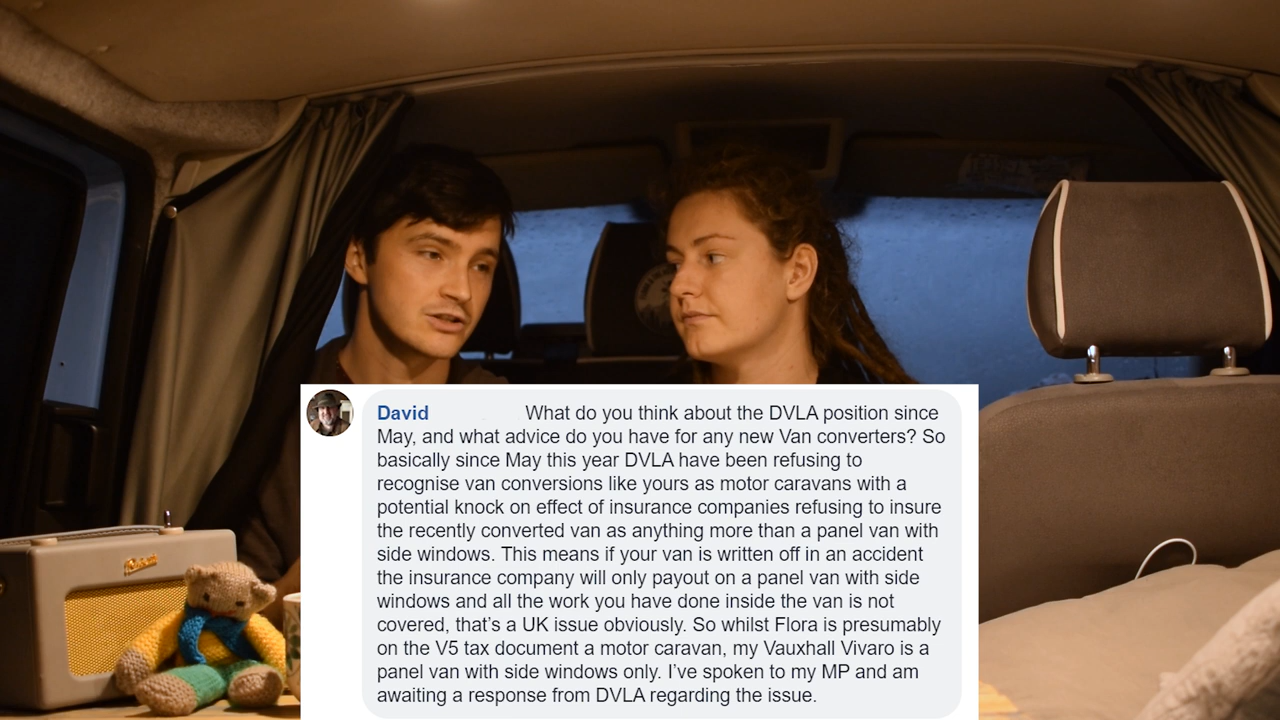 David What do you think about the DVLA position since
May, and what advice do you have for any new Van converters? So
basically since May this year DVLA have been refusing to
recognise van conversions like yours as motor caravans with a
potential knock on effect of insurance companies refusing to insure
the recently converted van as anything more than a panel van with
side windows. This means if your van is written off in an accident
the insurance company will only payout on a panel van with side
windows and all the work you have done inside the van is not
covered, that’s a UK issue obviously. So whilst Flora is presumably
on the V5 tax document a motor caravan, my Vauxhall Vivaro is a
panel van with side windows only. I’ve spoken to my MP and am
awaiting a response from DVLA regarding the issue.
Roberts